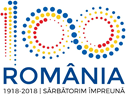 100
ROMÂNIA
1918-2018 | SĂRBĂTORIM ÎMPREUNĂ